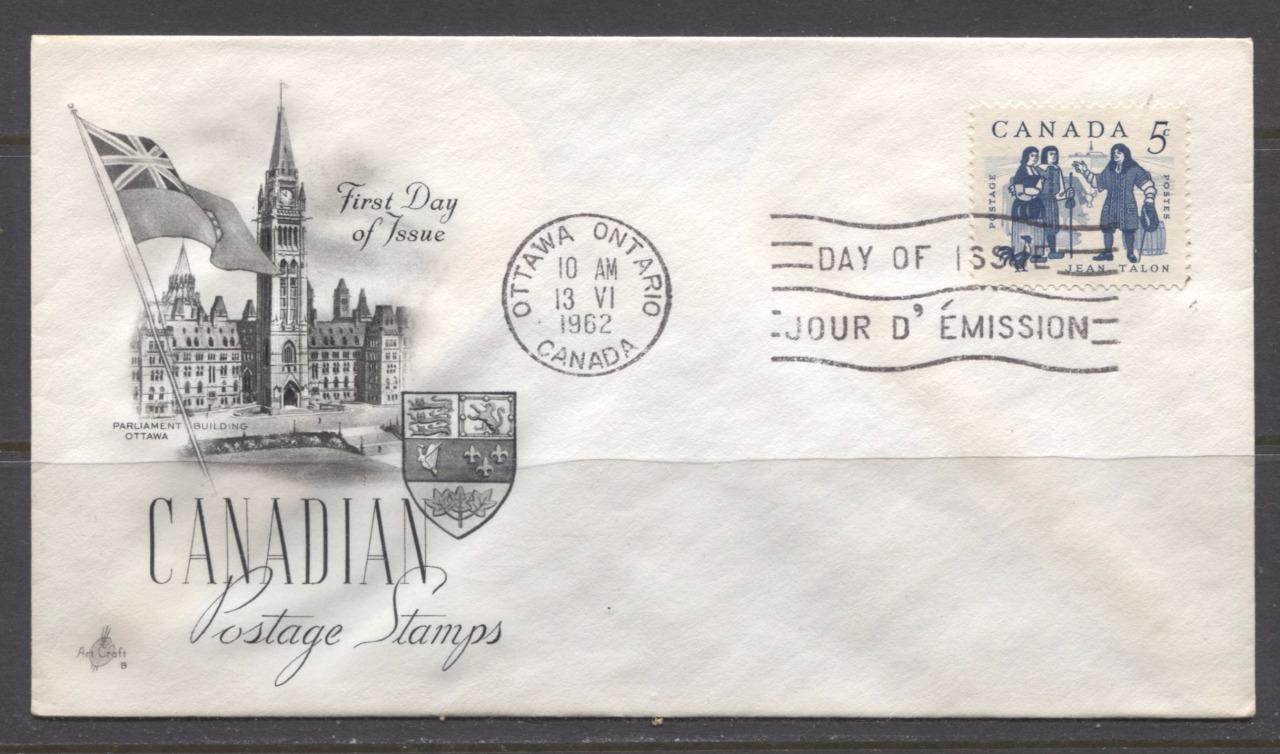 First Day
of Issue
PARLIAMENT BUILDING
OTTAWA
CANADIAN
Postage Stamps
Art Craft
B
OTTAWA ONTARIO
10 AM
13 VI
1962
CANADA
DAY OF ISSUE
JOUR D' ÉMISSION
CANADA 5c
POSTAGE
POSTES
JEAN TALON